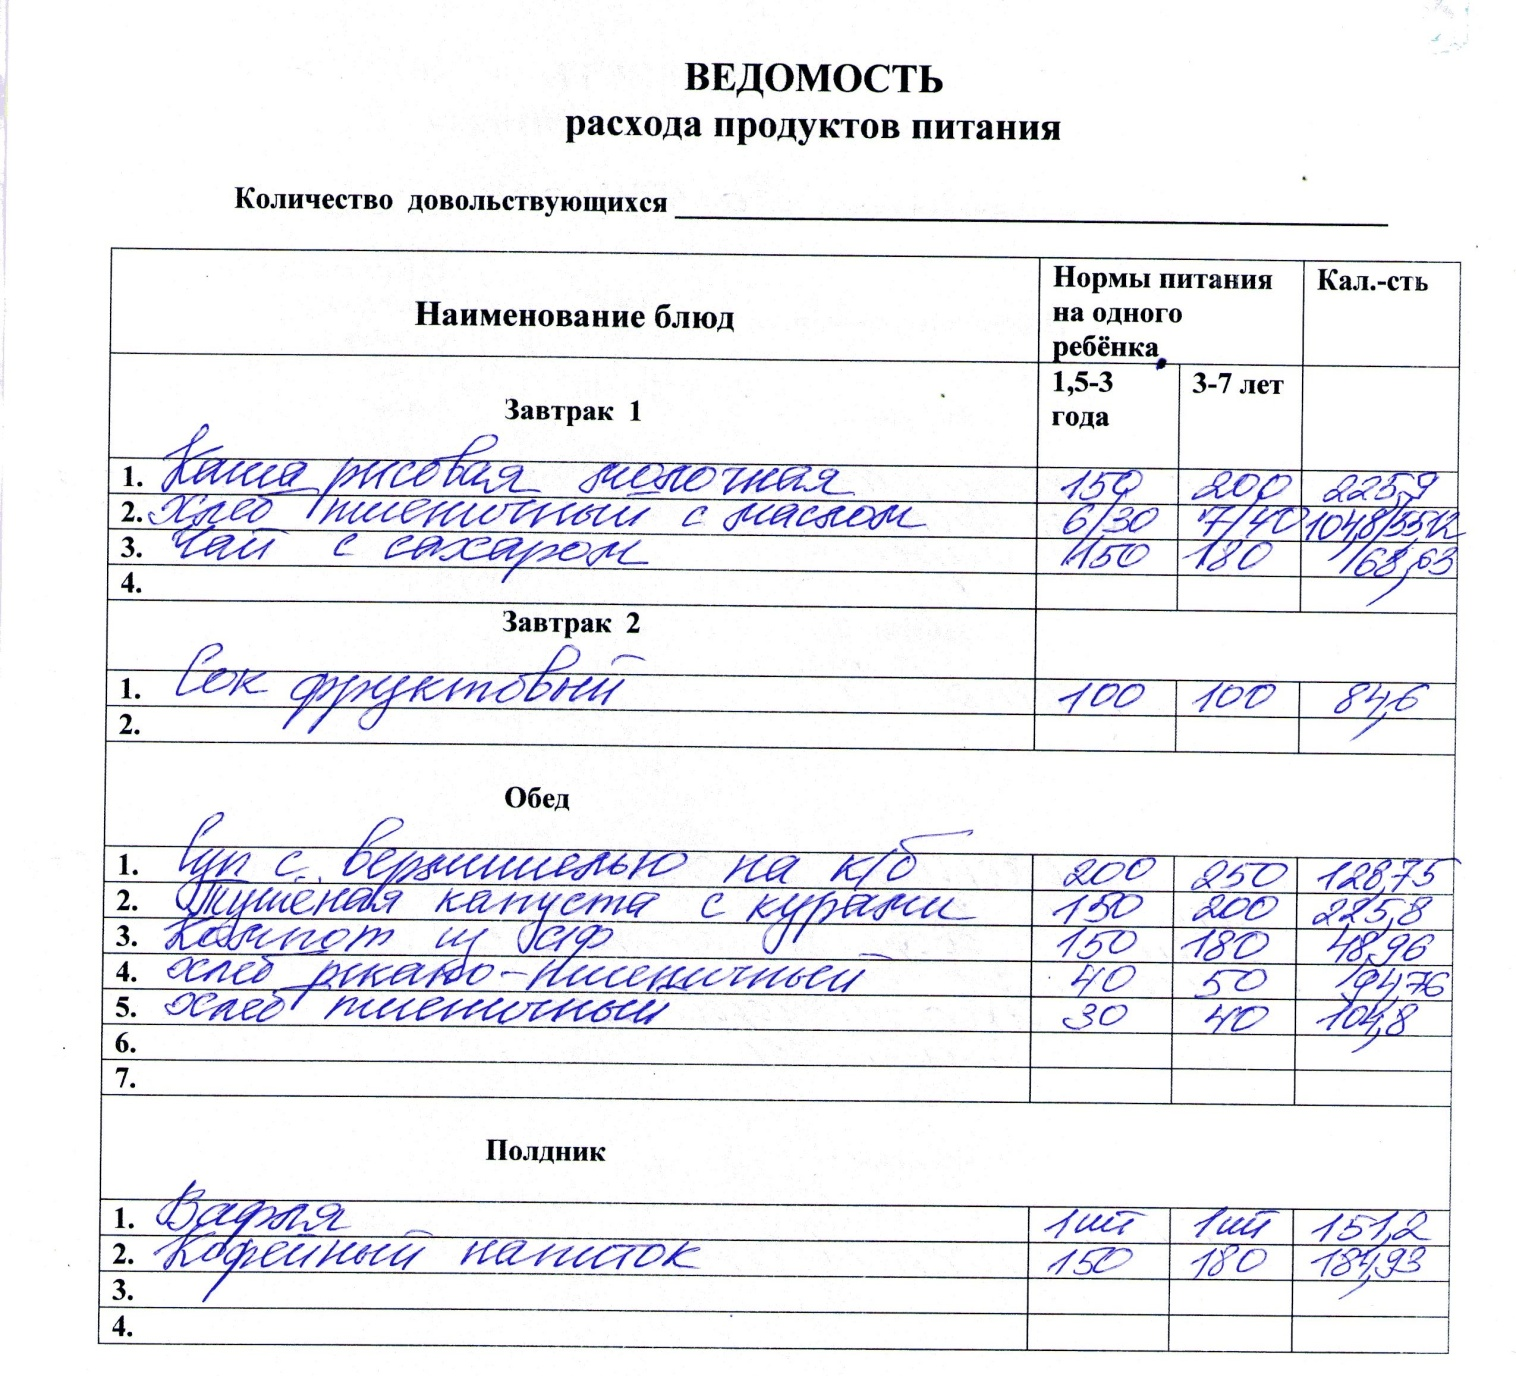 ВЕДОМОСТЬ
расхода продуктов питания
Количество довольствующихся
Наименование блюд Нормы питания на одного ребёнка Кал.-сть
Завтрак 1 1,5-3 года 3-7 лет
1. Каша рисовая молочная 150 200 225,9
2. Хлеб пшеничный с маслом 6/30 7/40 104,8/55,12
3. Чай с сахаром 150 180 68,63
4.
Завтрак 2
1. Сок фруктовый 100 100 84,6
2.
Обед
1. Суп с вермишелью на к/б 200 250 128,75
2. Тушёная капуста с курами 150 200 225,8
3. Компот из 150 180 48,96
4. Хлеб ржано-пшеничный 40 50 194,76
5. Хлеб пшеничный 30 40 104,8
6.
7.
Полдник
1. Вафля 1шт 1шт 151,2
2. Кофейный напиток 150 180 184,93
3.
4.